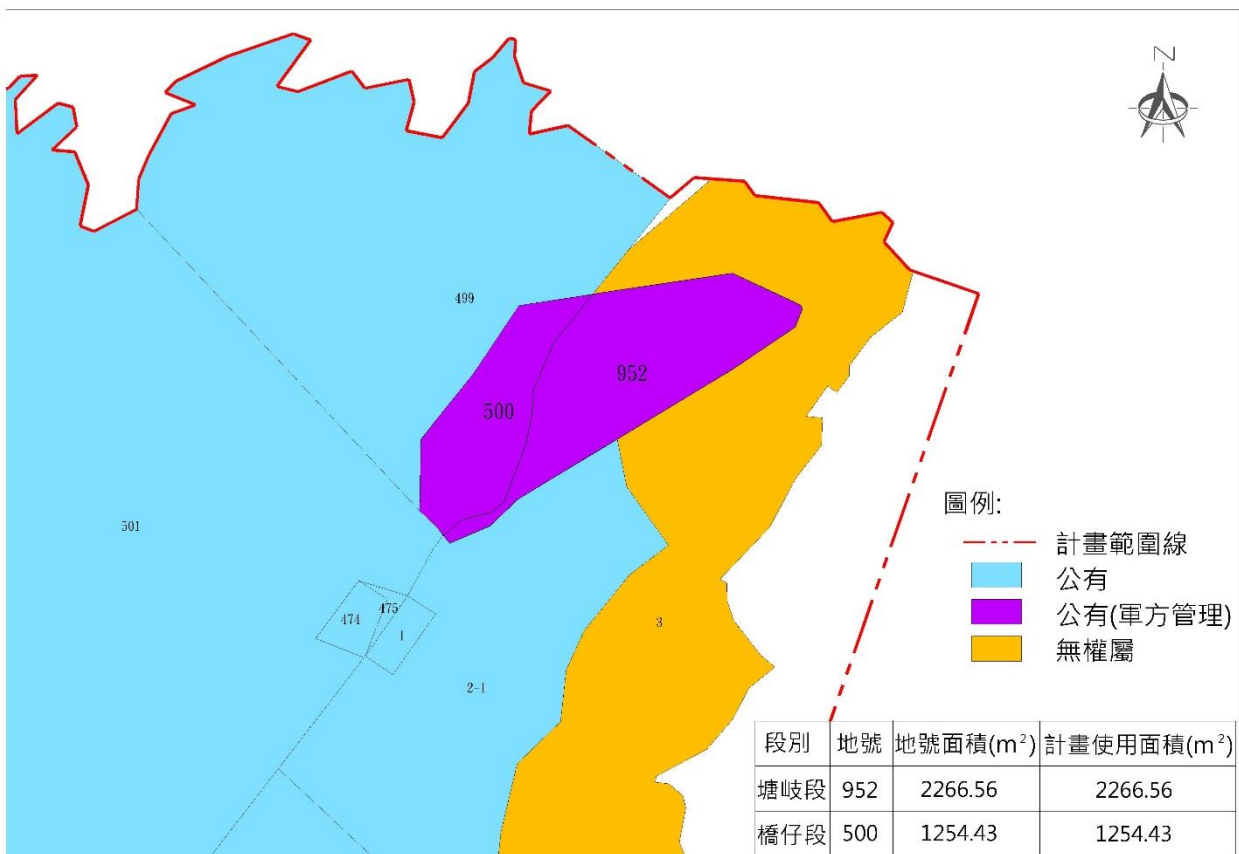 N
499
952
500
501
475
474
1
3
2-1
圖例:
計畫範圍線
公有
公有(軍方管理)
無權屬
段別 地號 地號面積(m²) 計畫使用面積(m²)
塘岐段 952 2266.56 2266.56
橋仔段 500 1254.43 1254.43